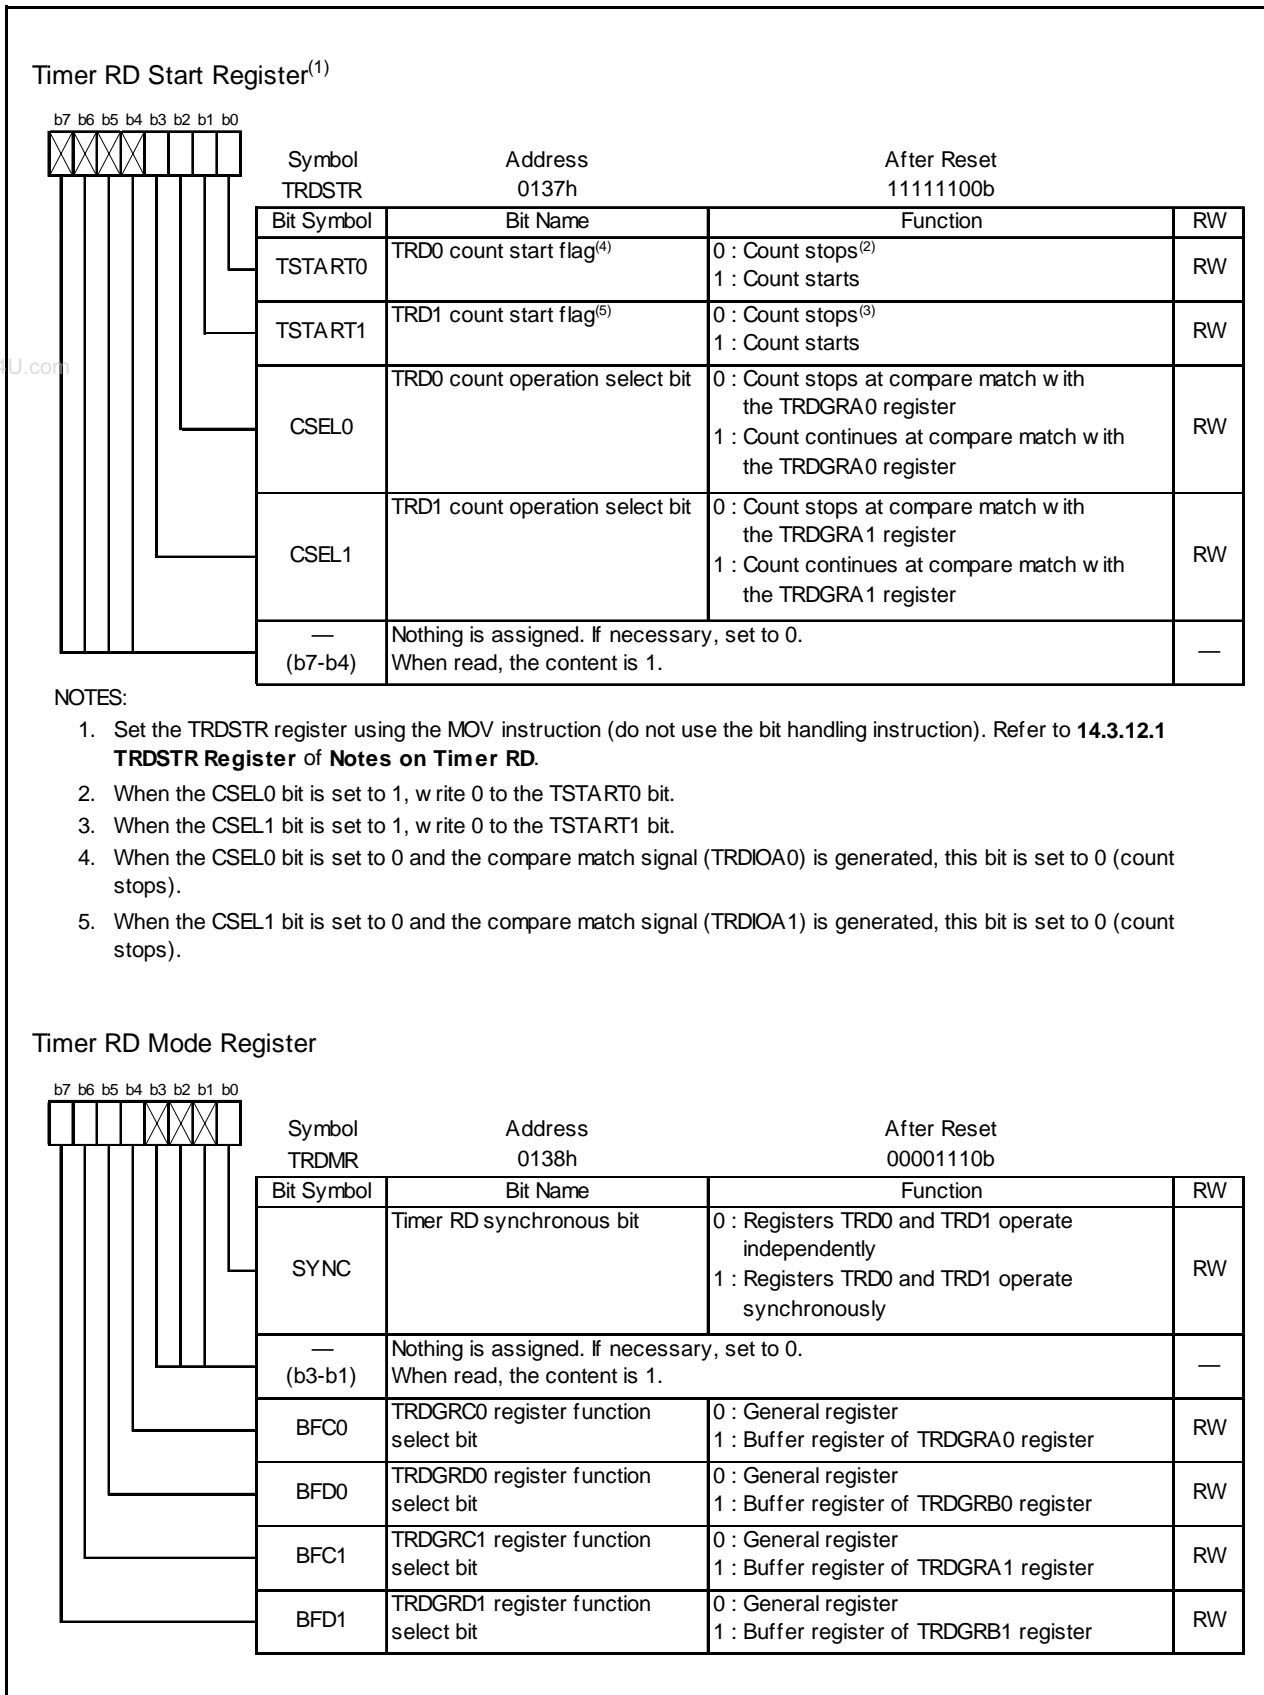 Timer RD Start Register(1)
b7 b6 b5 b4 b3 b2 b1 b0
Symbol Address After Reset
TRDSTR 0137h 11111100b
Bit Symbol Bit Name Function RW
TSTART0 TRD0 count start flag(4) 0 : Count stops(2) RW
1 : Count starts
TSTART1 TRD1 count start flag(5) 0 : Count stops(3) RW
1 : Count starts
4U.com
CSEL0 TRD0 count operation select bit 0 : Count stops at compare match with RW
the TRDGRA0 register
1 : Count continues at compare match with
the TRDGRA0 register
CSEL1 TRD1 count operation select bit 0 : Count stops at compare match with RW
the TRDGRA1 register
1 : Count continues at compare match with
the TRDGRA1 register
— Nothing is assigned. If necessary, set to 0. —
(b7-b4) When read, the content is 1.
NOTES:
1. Set the TRDSTR register using the MOV instruction (do not use the bit handling instruction). Refer to 14.3.12.1
TRDSTR Register of Notes on Timer RD.
2. When the CSEL0 bit is set to 1, write 0 to the TSTART0 bit.
3. When the CSEL1 bit is set to 1, write 0 to the TSTART1 bit.
4. When the CSEL0 bit is set to 0 and the compare match signal (TRDIOA0) is generated, this bit is set to 0 (count
stops).
5. When the CSEL1 bit is set to 0 and the compare match signal (TRDIOA1) is generated, this bit is set to 0 (count
stops).
Timer RD Mode Register
b7 b6 b5 b4 b3 b2 b1 b0
Symbol Address After Reset
TRDMR 0138h 00001110b
Bit Symbol Bit Name Function RW
SYNC Timer RD synchronous bit 0 : Registers TRD0 and TRD1 operate RW
independently
1 : Registers TRD0 and TRD1 operate
synchronously
— Nothing is assigned. If necessary, set to 0. —
(b3-b1) When read, the content is 1.
BFC0 TRDGRC0 register function 0 : General register RW
select bit 1 : Buffer register of TRDGRA0 register
BFD0 TRDGRD0 register function 0 : General register RW
select bit 1 : Buffer register of TRDGRB0 register
BFC1 TRDGRC1 register function 0 : General register RW
select bit 1 : Buffer register of TRDGRA1 register
BFD1 TRDGRD1 register function 0 : General register RW
select bit 1 : Buffer register of TRDGRB1 register